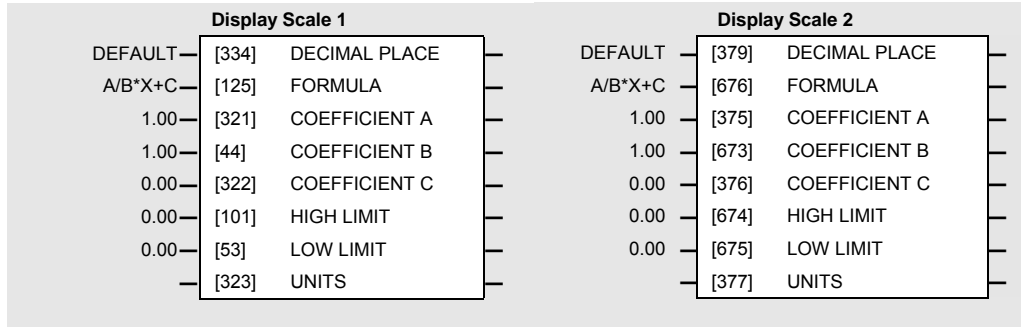 Display Scale 1
DEFAULT [334] DECIMAL PLACE
A/B*X+C [125] FORMULA
1.00 [321] COEFFICIENT A
1.00 [44] COEFFICIENT B
0.00 [322] COEFFICIENT C
0.00 [101] HIGH LIMIT
0.00 [53] LOW LIMIT
[323] UNITS
Display Scale 2
DEFAULT [379] DECIMAL PLACE
A/B*X+C [676] FORMULA
1.00 [375] COEFFICIENT A
1.00 [673] COEFFICIENT B
0.00 [376] COEFFICIENT C
0.00 [674] HIGH LIMIT
0.00 [675] LOW LIMIT
[377] UNITS